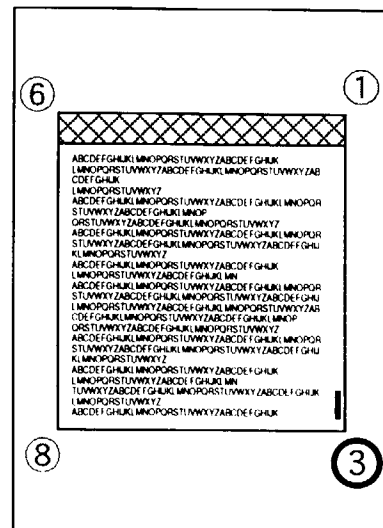 ⑥ ①
ABCDEFGHIJKLMNOPQRSTUVWXYZABCDEFGHIJK
LMNOPQRSTUVWXYZABCDEFGHIJKLMNOPQRSTUVWXYZAB
CDEFGHIJK
LMNOPQRSTUVWXYZ
ABCDEFGHIJKLMNOPQRSTUVWXYZABCDEFGHIJKLMNOPQR
STUVWXYZABCDEFGHIJKLMNOP
QRSTUVWXYZABCDEFGHIJKLMNOPQRSTUVWXYZ
ABCDEFGHIJKLMNOPQRSTUVWXYZABCDEFGHIJKLMNOPQR
STUVWXYZABCDEFGHIJKLMNOPQRSTUVWXYZABCDEFGHIJ
KLMNOPQRSTUVWXYZ
ABCDEFGHIJKLMNOPQRSTUVWXYZABCDEFGHIJK
LMNOPQRSTUVWXYZABCDEFGHIJKLMN
ABCDEFGHIJKLMNOPQRSTUVWXYZABCDEFGHIJKLMNOPQR
STUVWXYZABCDEFGHIJKLMNOPQRSTUVWXYZABCDEFGHIJ
LMNOPQRSTUVWXYZABCDEFGHIJKLMNOPQRSTUVWXYZAB
CDEFGHIJKLMNOPQRSTUVWXYZABCDEFGHIJKLMNOP
QRSTUVWXYZABCDEFGHIJKLMNOPQRSTUVWXYZ
ABCDEFGHIJKLMNOPQRSTUVWXYZABCDEFGHIJKLMNOPQR
STUVWXYZABCDEFGHIJKLMNOPQRSTUVWXYZABCDEFGHIJ
KLMNOPQRSTUVWXYZ
ABCDEFGHIJKLMNOPQRSTUVWXYZABCDEFGHIJK
LMNOPQRSTUVWXYZABCDEFGHIJKLMN
TUVWXYZABCDEFGHIJKLMNOPQRSTUVWXYZABCDEFGHIJK
LMNOPQRSTUVWXYZ
ABCDEFGHIJKLMNOPQRSTUVWXYZABCDEFGHIJK
⑧ ③